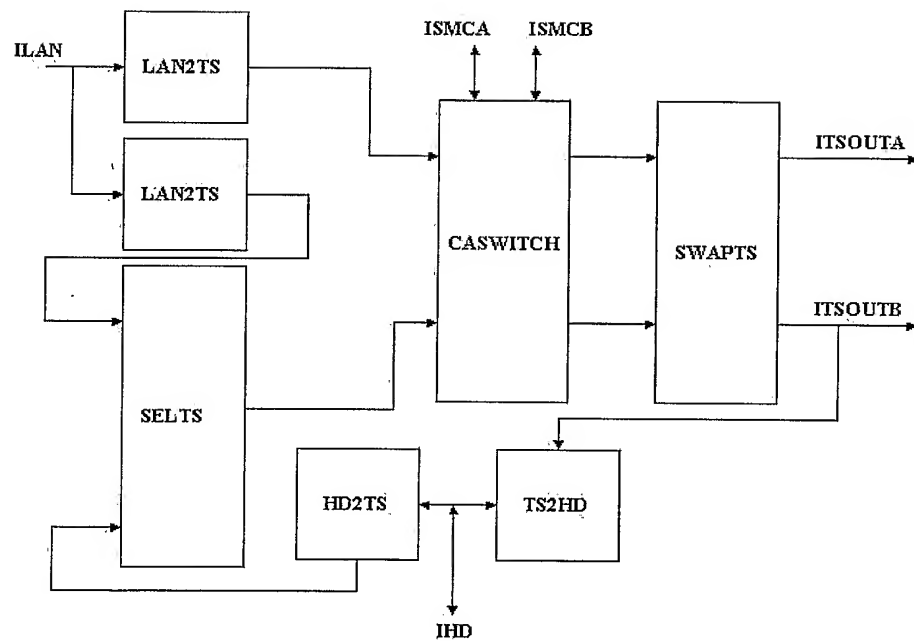 ISMCA
ISMCB
ILAN
LAN2TS
LAN2TS
ITSOUTA
CASWITCH
SWAPTS
ITSOUTB
SELTS
HD2TS
TS2HD
IHD